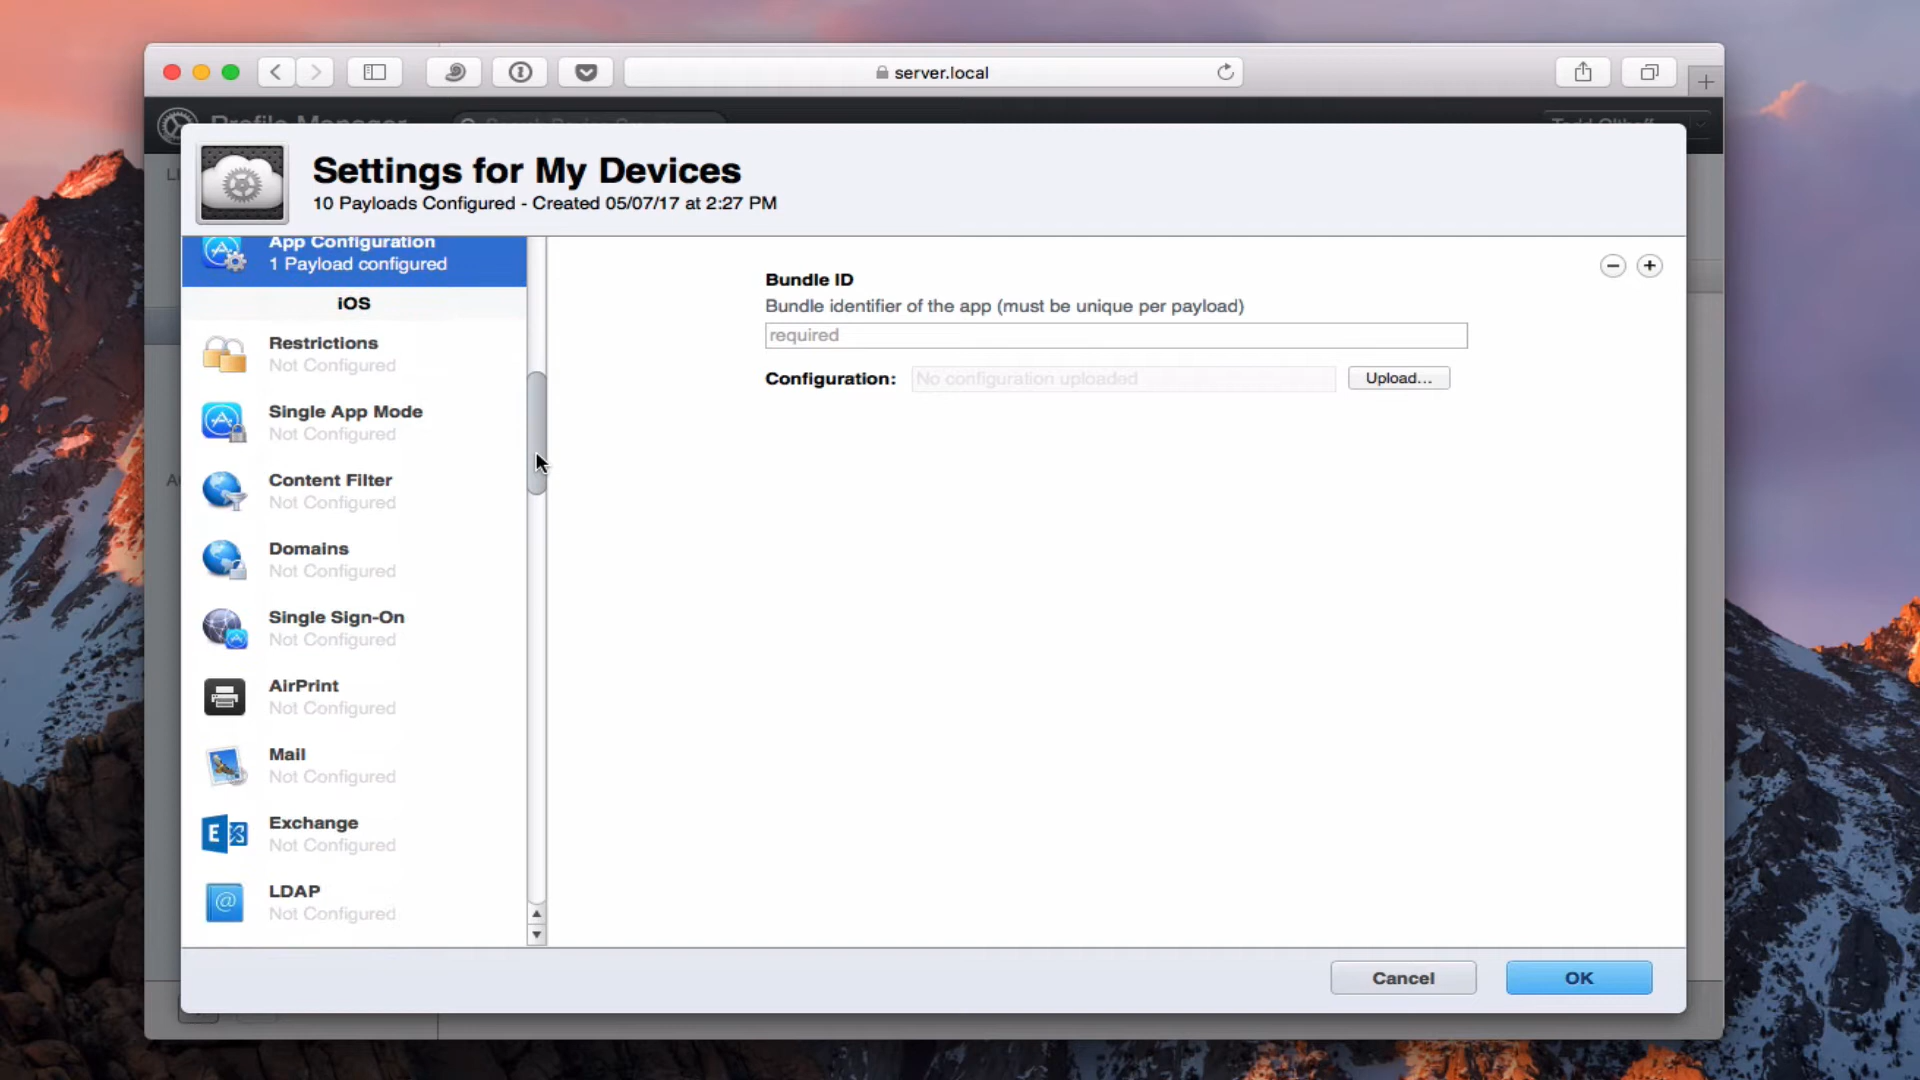 server.local
Profile Manager
Settings for My Devices
10 Payloads Configured - Created 05/07/17 at 2:27 PM
App Configuration
1 Payload configured
iOS
Restrictions
Not Configured
Single App Mode
Not Configured
Content Filter
Not Configured
Domains
Not Configured
Single Sign-On
Not Configured
AirPrint
Not Configured
Mail
Not Configured
Exchange
Not Configured
LDAP
Not Configured
Bundle ID
Bundle identifier of the app (must be unique per payload)
required
Configuration:
No configuration uploaded
Upload...
Cancel
OK